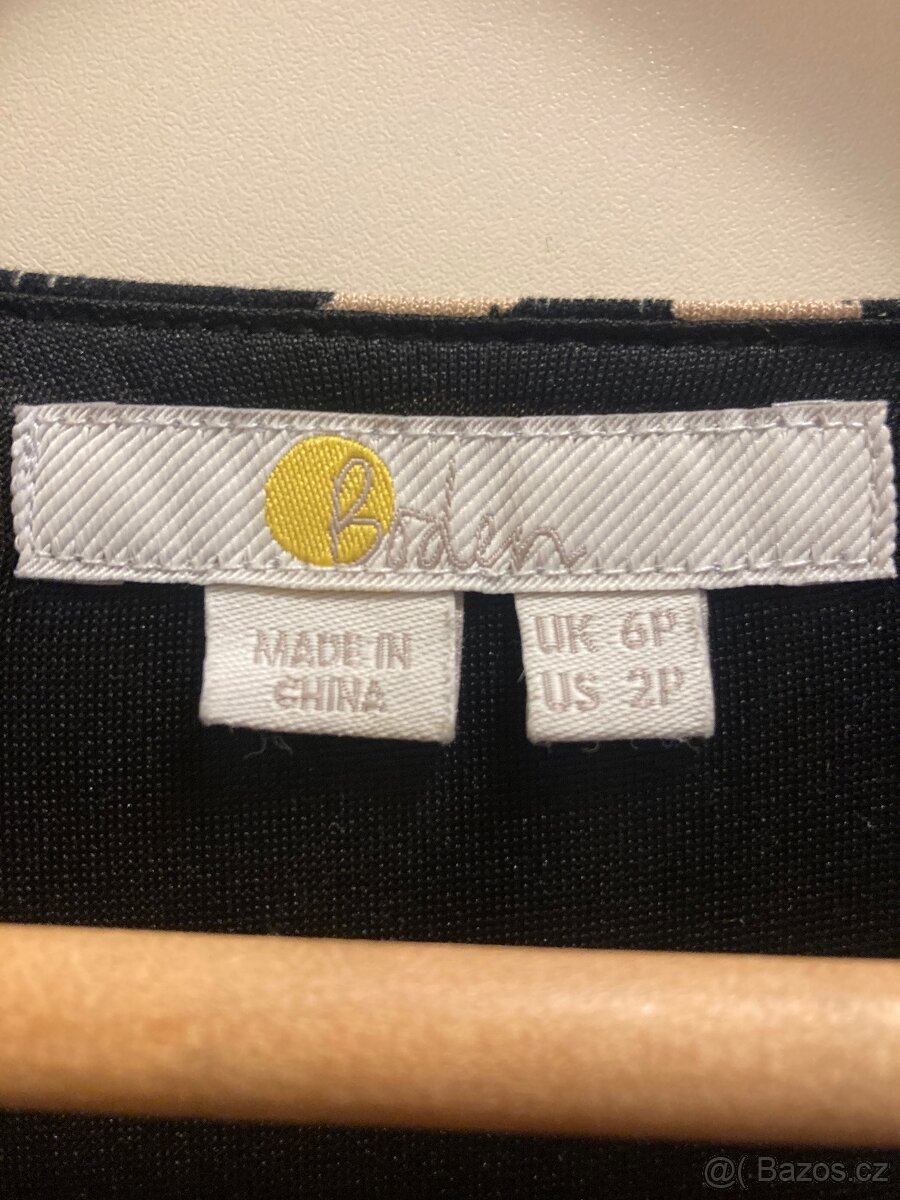 Boden
MADE IN
CHINA
UK 6P
US 2P
@( Bazos.cz